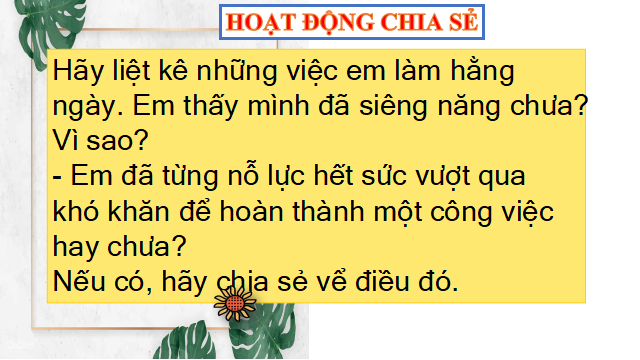 HOẠT ĐỘNG CHIA SẺ
Hãy liệt kê những việc em làm hằng
ngày. Em thấy mình đã siêng năng chưa?
Vì sao?
- Em đã từng nỗ lực hết sức vượt qua
khó khăn để hoàn thành một công việc
hay chưa?
Nếu có, hãy chia sẻ vể điều đó.